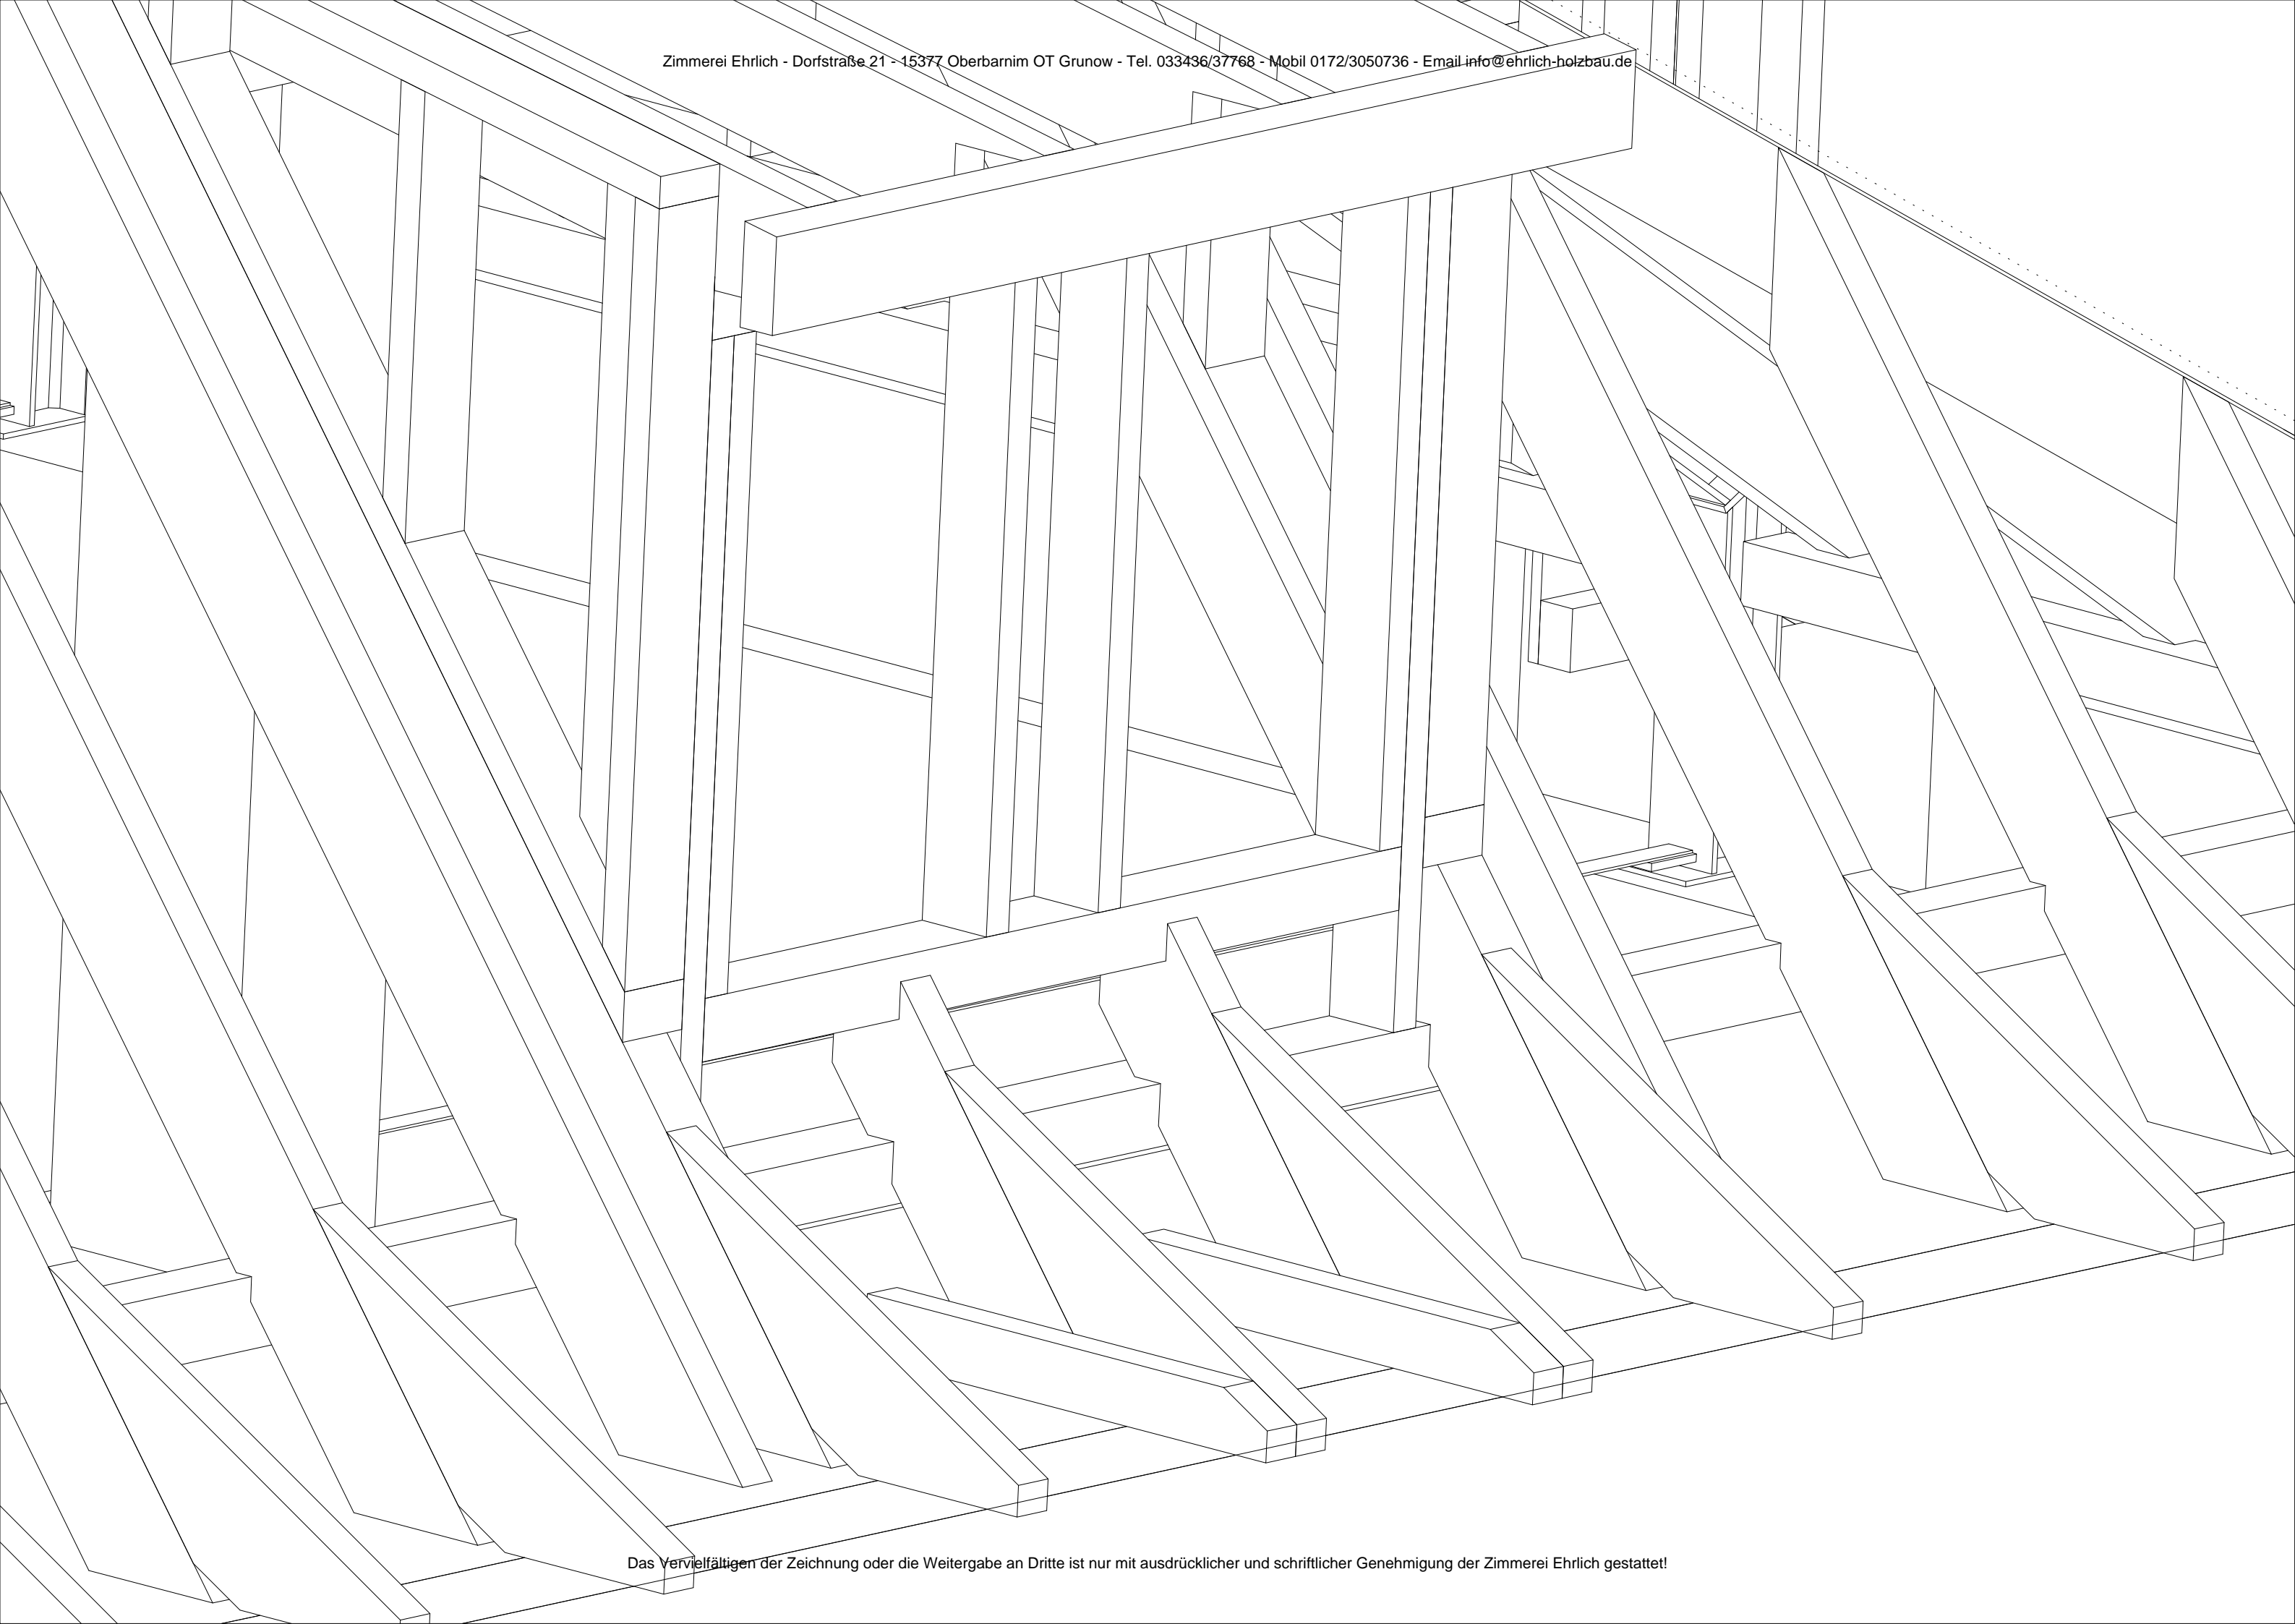 Zimmerei Ehrlich - Dorfstraße 21 - 15377 Oberbarnim OT Grunow - Tel. 033436/37768 - Mobil 0172/3050736 - Email info@ehrlich-holzbau.de
Das Vervielfältigen der Zeichnung oder die Weitergabe an Dritte ist nur mit ausdrücklicher und schriftlicher Genehmigung der Zimmerei Ehrlich gestattet!